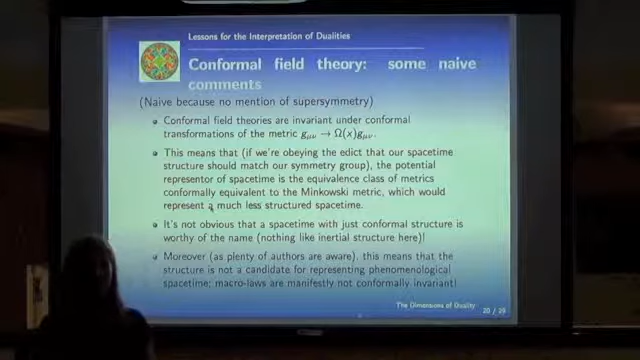 Lessons for the Interpretation of Dualities
Conformal field theory: some naive
comments
(Naive because no mention of supersymmetry)
Conformal field theories are invariant under conformal
transformations of the metric gμν → Ω(x)gμν.
This means that (if we're obeying the edict that our spacetime
structure should match our symmetry group), the potential
representor of spacetime is the equivalence class of metrics
conformally equivalent to the Minkowski metric, which would
represent a much less structured spacetime.
It's not obvious that a spacetime with just conformal structure is
worthy of the name (nothing like inertial structure here)!
Moreover (as plenty of authors are aware), this means that the
structure is not a candidate for representing phenomenological
spacetime; macro-laws are manifestly not conformally invariant!
The Dimensions of Duality
20 / 29